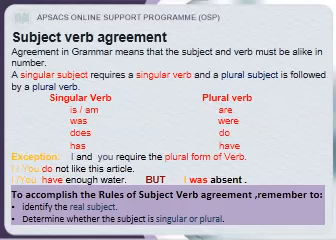 APSACS ONLINE SUPPORT PROGRAMME (OSP)
Subject verb agreement
Agreement in Grammar means that the subject and verb must be alike in
number.
A singular subject requires a singular verb and a plural subject is followed
by a plural verb.
Singular Verb Plural verb
is / am are
was were
does do
has have
Exception: I and you require the plural form of Verb.
I /You do not like this article.
I /You have enough water. BUT I was absent .
To accomplish the Rules of Subject Verb agreement ,remember to:
• identify the real subject.
• Determine whether the subject is singular or plural.